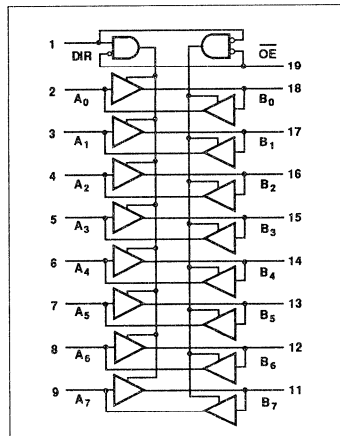 1
DIR
OE
19
2 A0 B0 18
3 A1 B1 17
4 A2 B2 16
5 A3 B3 15
6 A4 B4 14
7 A5 B5 13
8 A6 B6 12
9 A7 B7 11